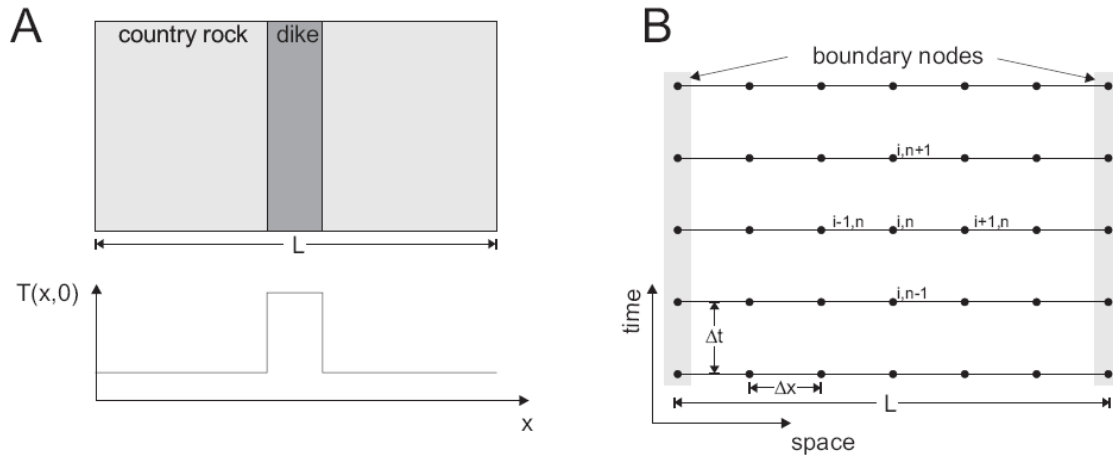 A
country rock
dike
L
T(x,0)
x
B
boundary nodes
i,n+1
i-1,n
i,n
i+1,n
i,n-1
time
Δt
Δx
L
space